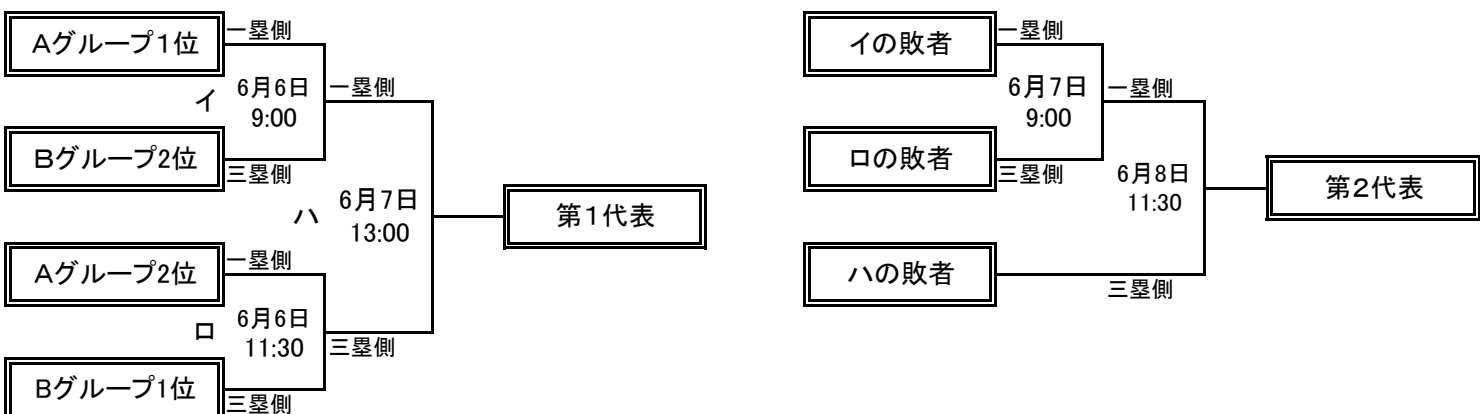 Aグループ1位
一塁側
イ
6月6日
9:00
一塁側
Bグループ2位
三塁側
ハ
6月7日
13:00
第1代表
Aグループ2位
一塁側
ロ
6月6日
11:30
三塁側
Bグループ1位
三塁側
イの敗者
一塁側
6月7日
9:00
一塁側
ロの敗者
三塁側
6月8日
11:30
第2代表
ハの敗者
三塁側